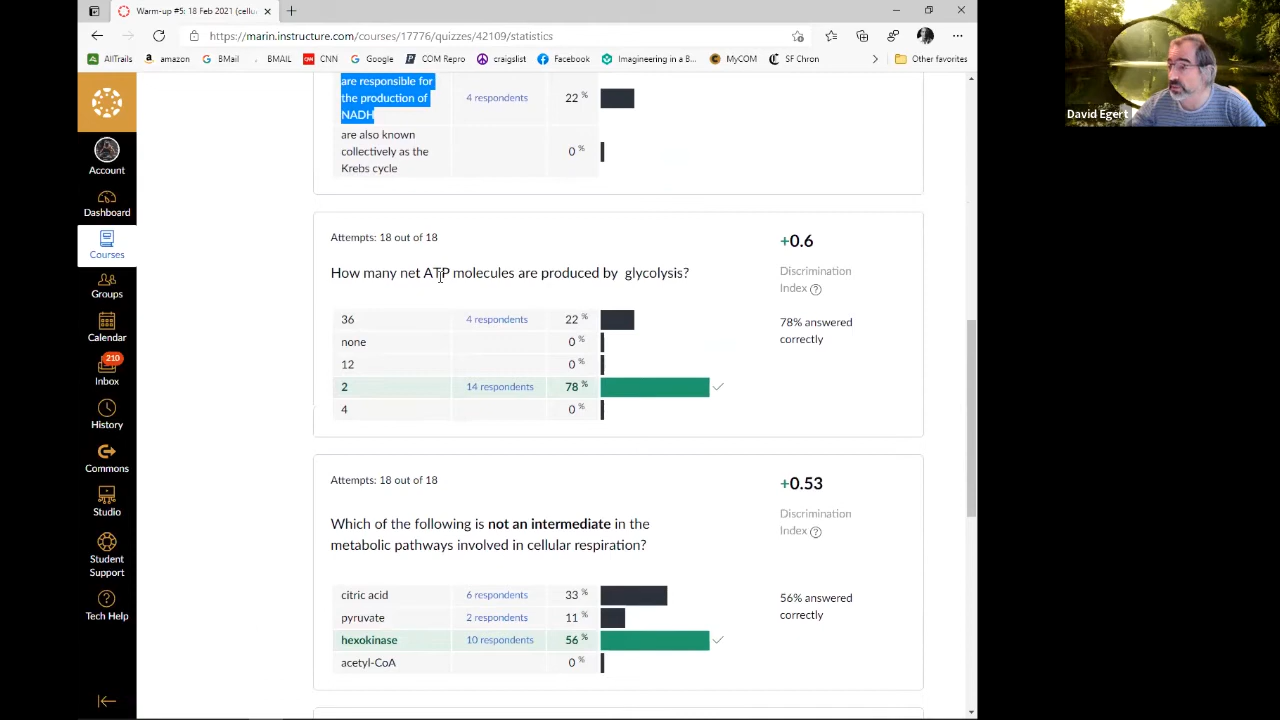 Warm-up #5: 18 Feb 2021 (cellu
https://marin.instructure.com/courses/17776/quizzes/42109/statistics
AllTrails
amazon
BMail
BMAIL
CNN
Google
COM Repro
craigslist
Facebook
Imagineering in a B...
MyCOM
SF Chron
Other favorites
David Egert
Account
Dashboard
Courses
Groups
Calendar
210
Inbox
History
Commons
Studio
Student
Support
Tech Help
are responsible for
the production of
NADH
4 respondents
22 %
are also known
collectively as the
Krebs cycle
0 %
Attempts: 18 out of 18
+0.6
Discrimination
Index ?
78% answered
correctly
How many net ATP molecules are produced by glycolysis?
36 4 respondents 22 %
none 0 %
12 0 %
2 14 respondents 78 %
4 0 %
Attempts: 18 out of 18
+0.53
Discrimination
Index ?
56% answered
correctly
Which of the following is not an intermediate in the
metabolic pathways involved in cellular respiration?
citric acid 6 respondents 33 %
pyruvate 2 respondents 11 %
hexokinase 10 respondents 56 %
acetyl-CoA 0 %